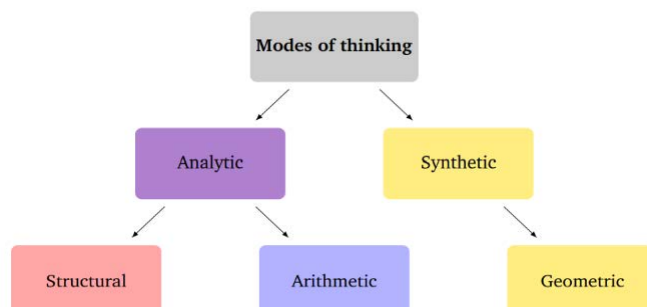 Modes of thinking
Analytic
Synthetic
Structural
Arithmetic
Geometric